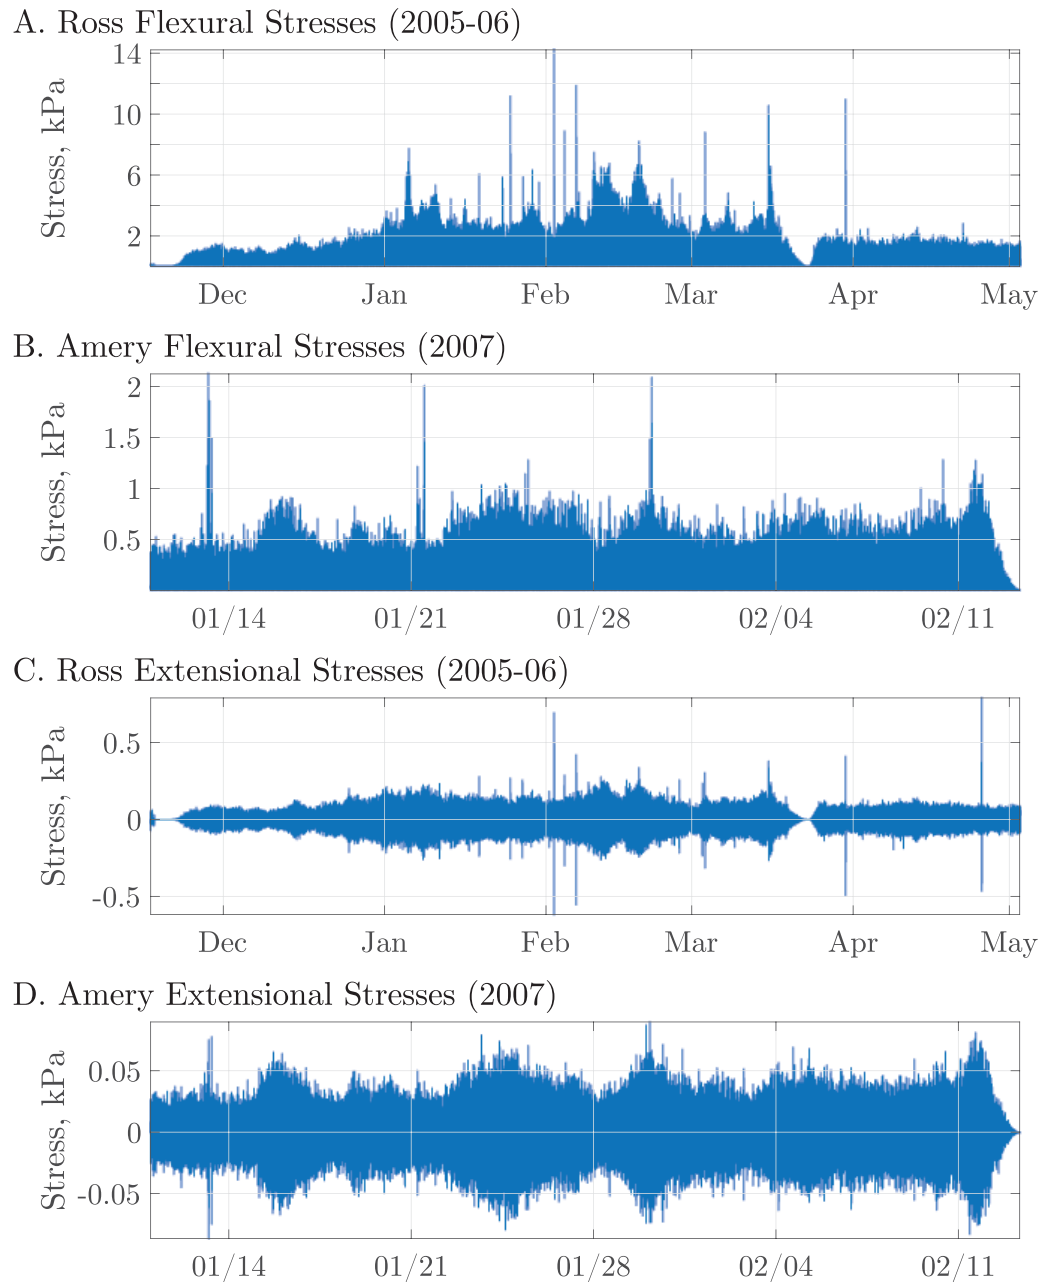 A. Ross Flexural Stresses (2005-06)
Stress, kPa
14
10
6
2
Dec Jan Feb Mar Apr May
B. Amery Flexural Stresses (2007)
Stress, kPa
2
1.5
1
0.5
01/14 01/21 01/28 02/04 02/11
C. Ross Extensional Stresses (2005-06)
Stress, kPa
0.5
0
-0.5
Dec Jan Feb Mar Apr May
D. Amery Extensional Stresses (2007)
Stress, kPa
0.05
0
-0.05
01/14 01/21 01/28 02/04 02/11